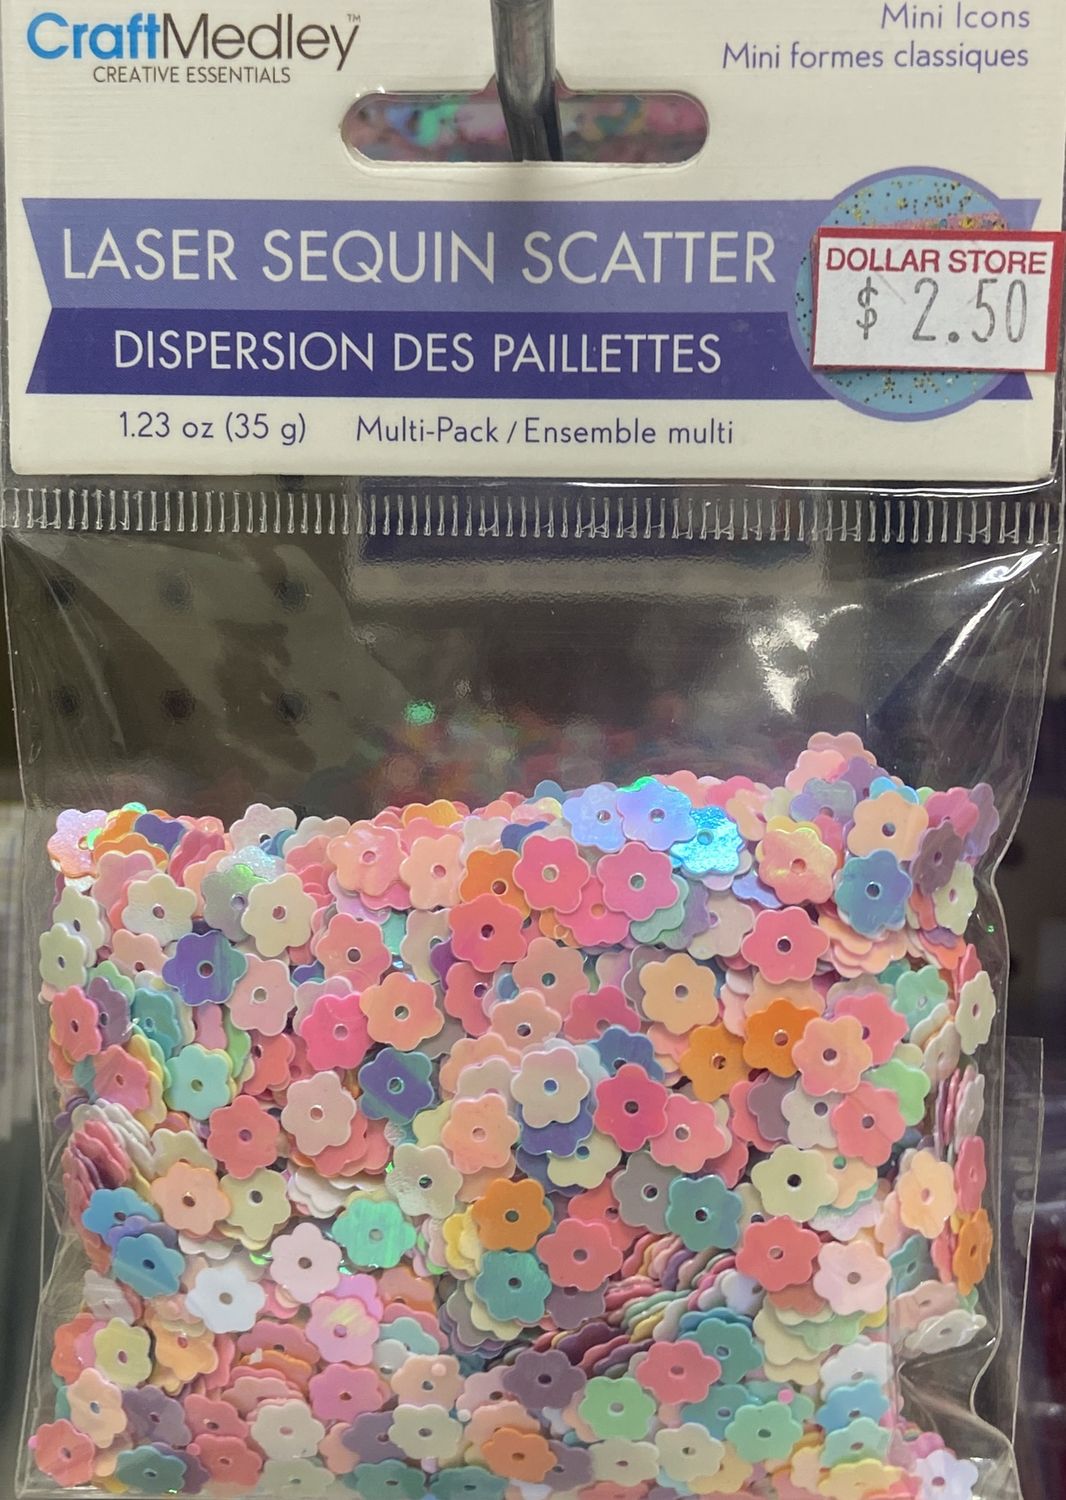 CraftMedley™
CREATIVE ESSENTIALS
Mini Icons
Mini formes classiques
LASER SEQUIN SCATTER
DISPERSION DES PAILLETTES
DOLLAR STORE
$ 2.50
1.23 oz (35 g) Multi-Pack / Ensemble multi